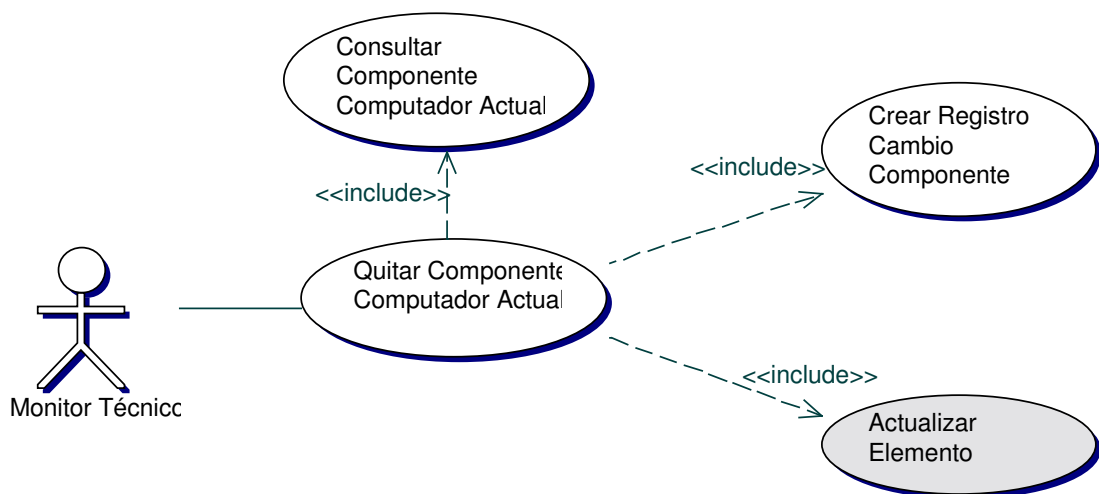 Consultar
Componente
Computador Actual
<<include>>
Crear Registro
Cambio
Componente
<<include>>
Quitar Componente
Computador Actual
<<include>>
Monitor Técnico
Actualizar
Elemento